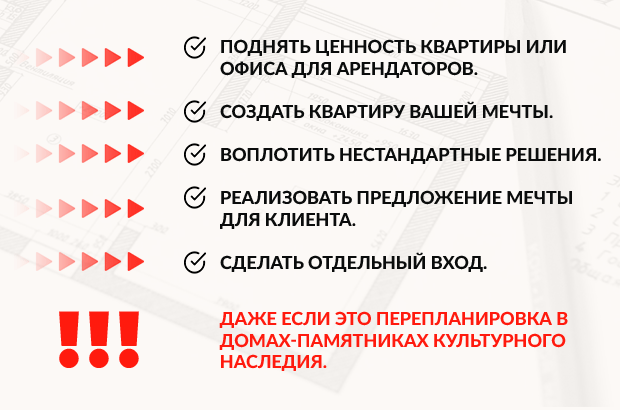 ПОДНЯТЬ ЦЕННОСТЬ КВАРТИРЫ ИЛИ
ОФИСА ДЛЯ АРЕНДАТОРОВ.
СОЗДАТЬ КВАРТИРУ ВАШЕЙ МЕЧТЫ.
ВОПЛОТИТЬ НЕСТАНДАРТНЫЕ РЕШЕНИЯ.
РЕАЛИЗОВАТЬ ПРЕДЛОЖЕНИЕ МЕЧТЫ
ДЛЯ КЛИЕНТА.
СДЕЛАТЬ ОТДЕЛЬНЫЙ ВХОД.
!!!
ДАЖЕ ЕСЛИ ЭТО ПЕРЕПЛАНИРОВКА В
ДОМАХ-ПАМЯТНИКАХ КУЛЬТУРНОГО
НАСЛЕДИЯ.